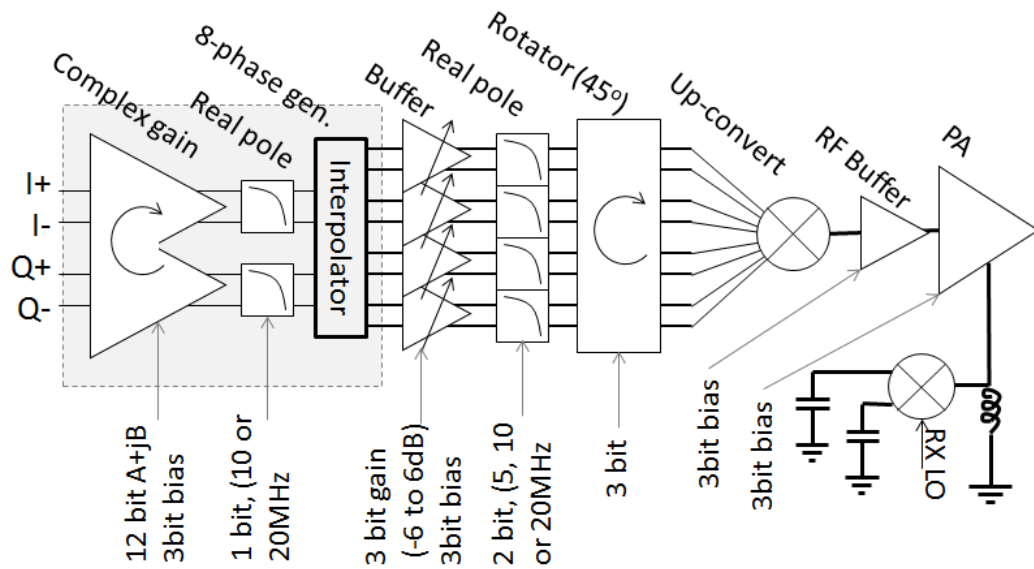 Complex gain
Real pole
8-phase gen.
Buffer
Real pole
Rotator (45º)
Up-convert
RF Buffer
PA
I+
I-
Q+
Q-
Interpolator
12 bit A+jB
3bit bias
1 bit, (10 or
20MHz
3 bit gain
(-6 to 6dB)
3bit bias
2 bit, (5, 10
or 20MHz
3 bit
3bit bias
3bit bias
RX LO